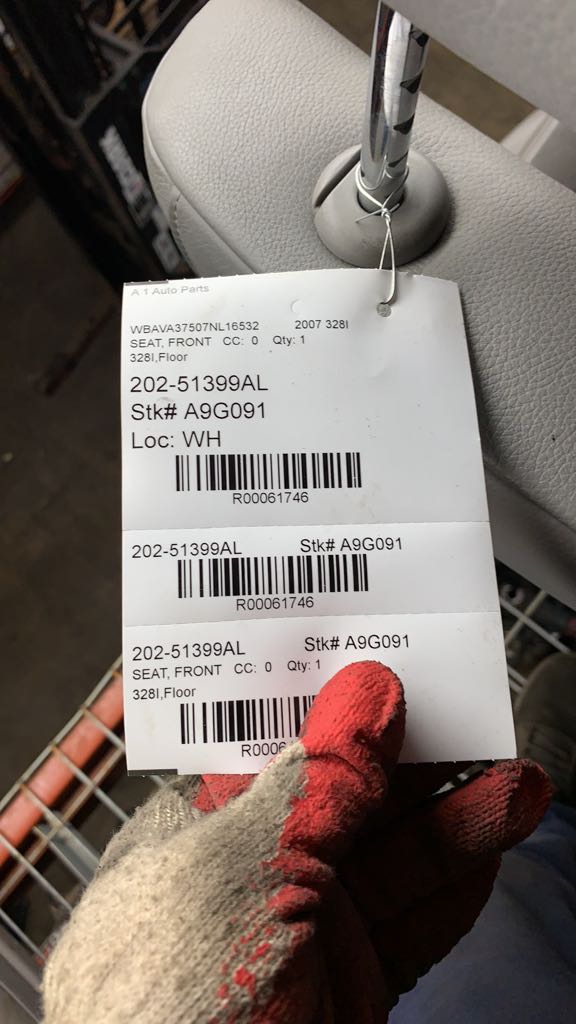 A 1 Auto Parts
WBAVA37507NL16532 2007 328I
SEAT, FRONT CC: 0 Qty: 1
328I,Floor
202-51399AL
Stk# A9G091
Loc: WH
R00061746
202-51399AL Stk# A9G091
R00061746
202-51399AL Stk# A9G091
SEAT, FRONT CC: 0 Qty: 1
328I,Floor
R0006